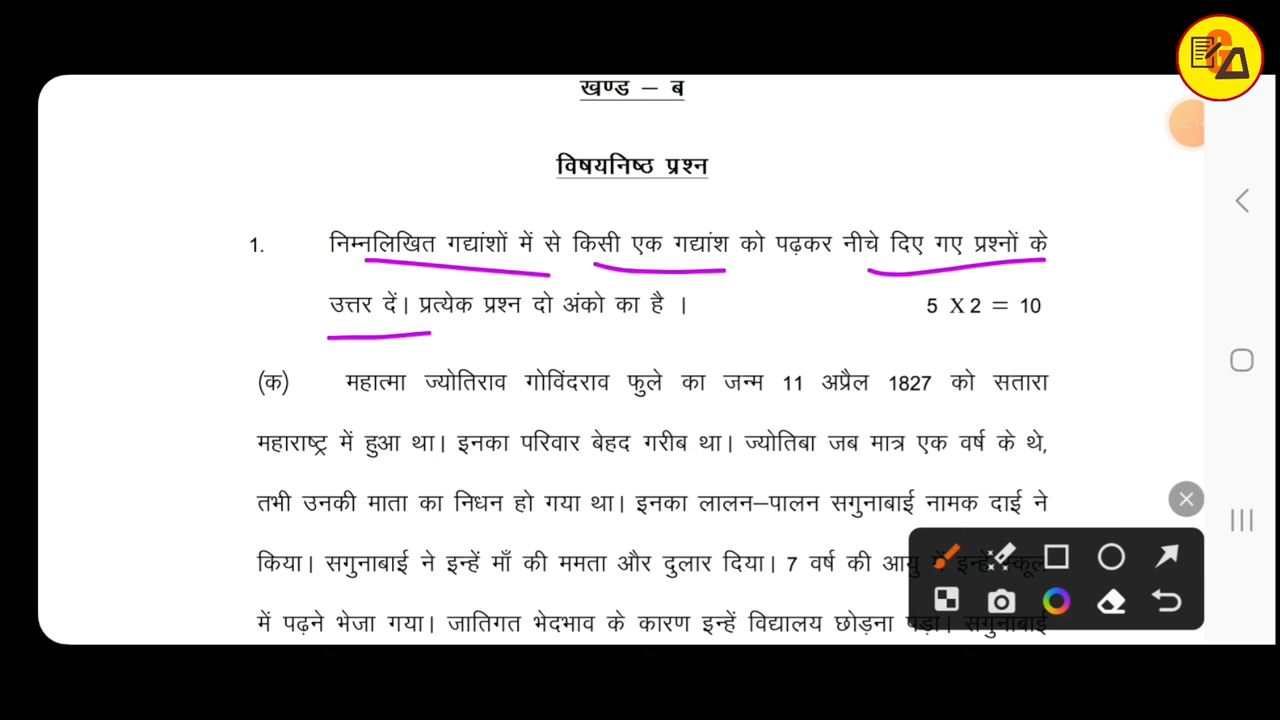 खण्ड – ब
विषयनिष्ठ प्रश्न
1. निम्नलिखित गद्यांशों में से किसी एक गद्यांश को पढ़कर नीचे दिए गए प्रश्नों के
उत्तर दें। प्रत्येक प्रश्न दो अंको का है । 5 X 2 = 10
(क) महात्मा ज्योतिराव गोविंदराव फुले का जन्म 11 अप्रैल 1827 को सतारा
महाराष्ट्र में हुआ था। इनका परिवार बेहद गरीब था। ज्योतिबा जब मात्र एक वर्ष के थे,
तभी उनकी माता का निधन हो गया था। इनका लालन–पालन सगुनाबाई नामक दाई ने
किया। सगुनाबाई ने इन्हें माँ की ममता और दुलार दिया। 7 वर्ष की आयु में इन्हें स्कूल
में पढ़ने भेजा गया। जातिगत भेदभाव के कारण इन्हें विद्यालय छोड़ना पड़ा। सगुनाबाई